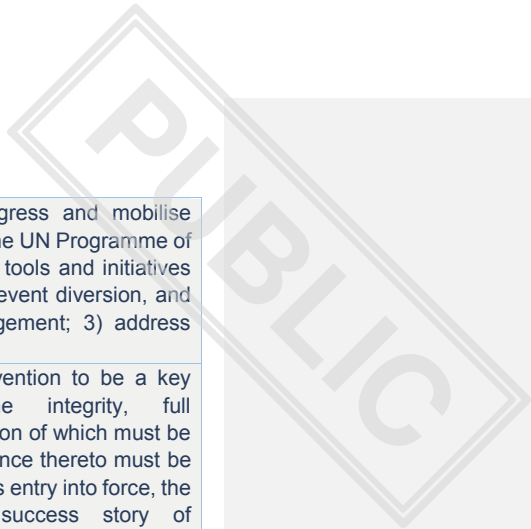 gress and mobilise
he UN Programme of
tools and initiatives
event diversion, and
gement; 3) address
vention to be a key
e integrity, full
ion of which must be
nce thereto must be
s entry into force, the
success story of
PUBLIC